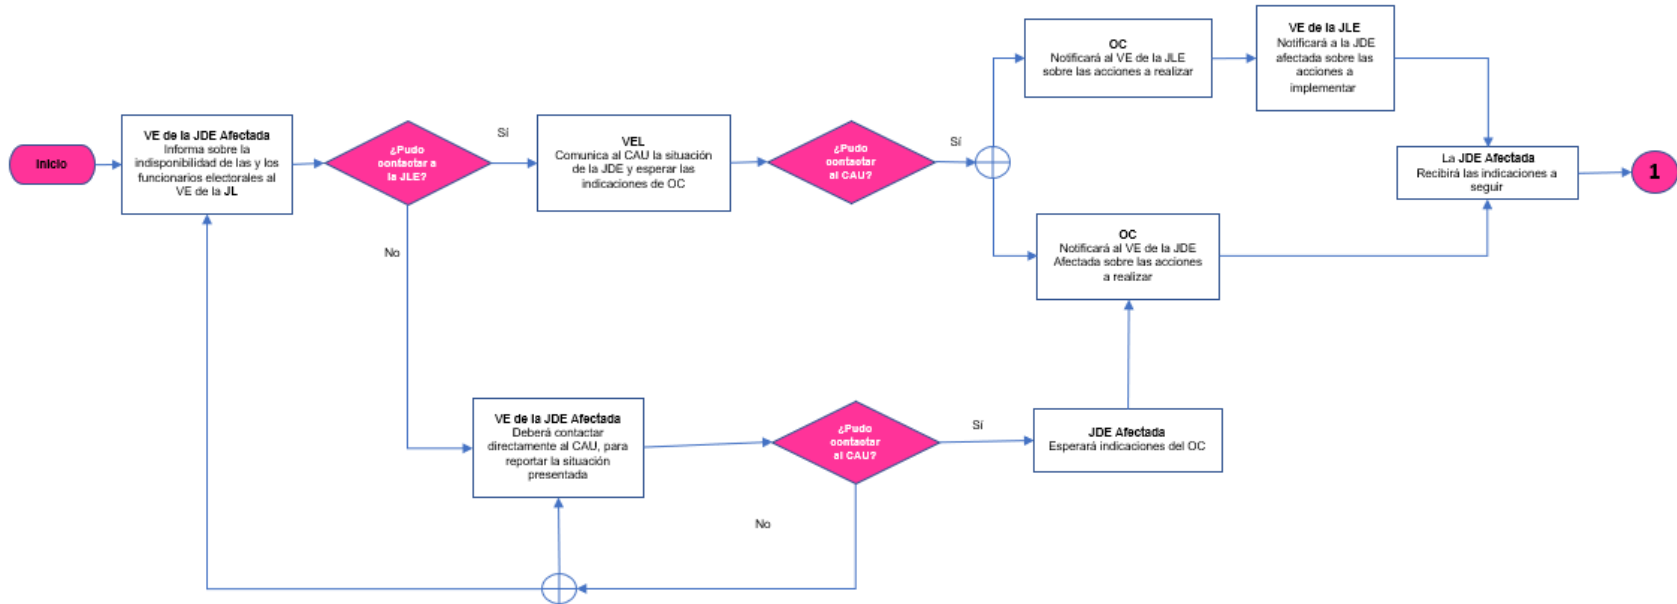 Inicio
VE de la JDE Afectada
Informa sobre la
indisponibilidad de las y los
funcionarios electorales al
VE de la JL
¿Pudo
contactar a
la JLE?
Sí
VEL
Comunica al CAU la situación
de la JDE y esperar las
indicaciones de OC
¿Pudo
contactar
al CAU?
Sí
OC
Notificará al VE de la JLE
sobre las acciones a realizar
VE de la JLE
Notificará a la JDE
afectada sobre las
acciones a
implementar
La JDE Afectada
Recibirá las indicaciones a
seguir
1
OC
Notificará al VE de la JDE
Afectada sobre las acciones
a realizar
No
VE de la JDE Afectada
Deberá contactar
directamente al CAU, para
reportar la situación
presentada
¿Pudo
contactar
al CAU?
Sí
JDE Afectada
Esperará indicaciones del OC
No